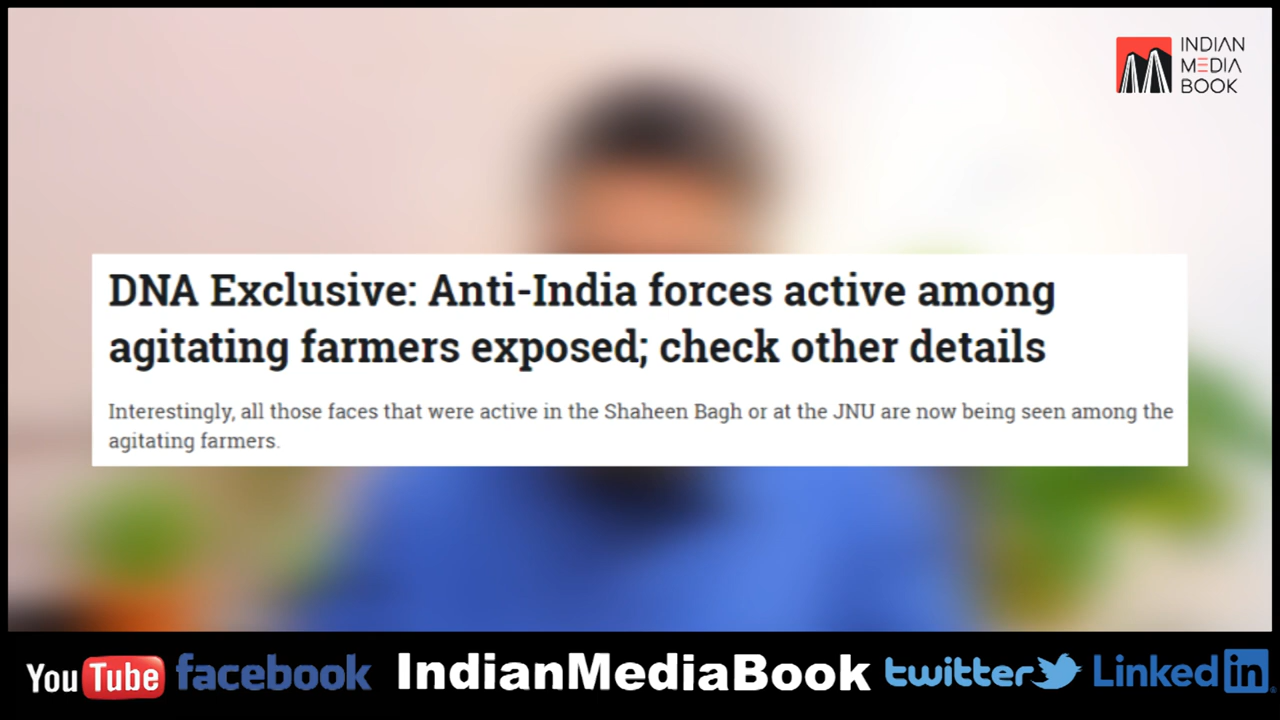 INDIAN
MEDIA
BOOK
DNA Exclusive: Anti-India forces active among
agitating farmers exposed; check other details
Interestingly, all those faces that were active in the Shaheen Bagh or at the JNU are now being seen among the
agitating farmers.
YouTube facebook IndianMediaBook twitter Linked in